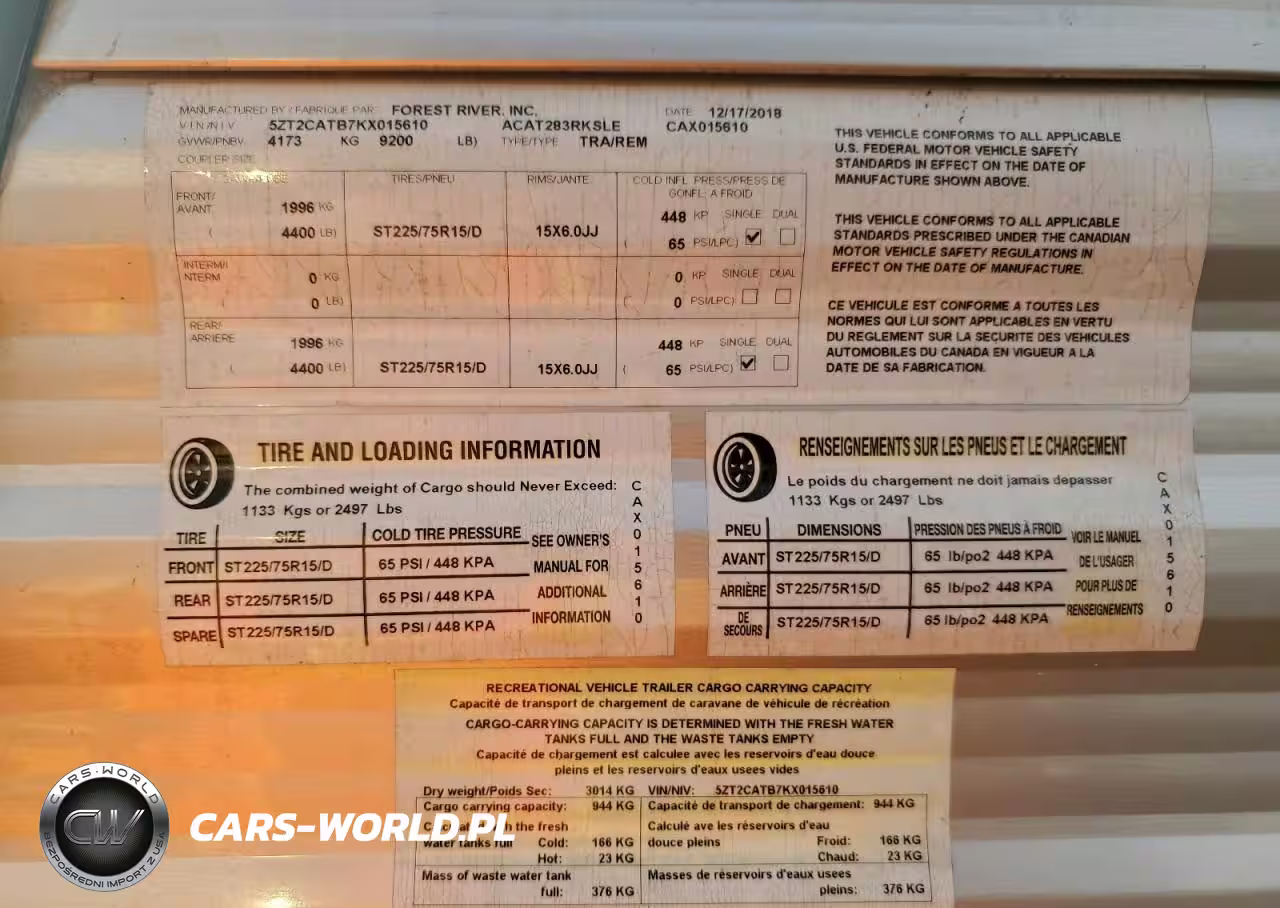 MANUFACTURED BY / FABRIQUE PAR: FOREST RIVER, INC. DATE 12/17/2018
VIN/NIV 5ZT2CATB7KX015610 ACAT283RKSLE CAX015610
GVWR/PNBV 4173 KG 9200 LB) TYPE/TYPE TRA/REM
COUPLER SIZE
TIRES/PNEU RIMS/JANTE COLD INFL. PRESS/PRESS DE
GONFL. A FROID
FRONT/
AVANT 1996 KG 448 KP SINGLE DUAL
( 4400 LB) ST225/75R15/D 15X6.0JJ ( 65 PSI/LPC)
INTERM/I
NTERM 0 KG 0 KP SINGLE DUAL
( 0 LB) ( 0 PSI/LPC)
REAR/
ARRIERE 1996 KG 448 KP SINGLE DUAL
( 4400 LB) ST225/75R15/D 15X6.0JJ ( 65 PSI/LPC)
THIS VEHICLE CONFORMS TO ALL APPLICABLE
U.S. FEDERAL MOTOR VEHICLE SAFETY
STANDARDS IN EFFECT ON THE DATE OF
MANUFACTURE SHOWN ABOVE.
THIS VEHICLE CONFORMS TO ALL APPLICABLE
STANDARDS PRESCRIBED UNDER THE CANADIAN
MOTOR VEHICLE SAFETY REGULATIONS IN
EFFECT ON THE DATE OF MANUFACTURE.
CE VEHICULE EST CONFORME A TOUTES LES
NORMES QUI LUI SONT APPLICABLES EN VERTU
DU REGLEMENT SUR LA SECURITE DES VEHICULES
AUTOMOBILES DU CANADA EN VIGUEUR A LA
DATE DE SA FABRICATION.
TIRE AND LOADING INFORMATION
The combined weight of Cargo should Never Exceed:
1133 Kgs or 2497 Lbs
TIRE SIZE COLD TIRE PRESSURE
FRONT ST225/75R15/D 65 PSI / 448 KPA
REAR ST225/75R15/D 65 PSI / 448 KPA
SPARE ST225/75R15/D 65 PSI / 448 KPA
SEE OWNER'S
MANUAL FOR
ADDITIONAL
INFORMATION
CAX015610
RENSEIGNEMENTS SUR LES PNEUS ET LE CHARGEMENT
Le poids du chargement ne doit jamais depasser
1133 Kgs or 2497 Lbs
PNEU DIMENSIONS PRESSION DES PNEUS À FROID
AVANT ST225/75R15/D 65 lb/po2 448 KPA
ARRIÈRE ST225/75R15/D 65 lb/po2 448 KPA
DE
SECOURS ST225/75R15/D 65 lb/po2 448 KPA
VOIR LE MANUEL
DE L'USAGER
POUR PLUS DE
RENSEIGNEMENTS
CAX015610
RECREATIONAL VEHICLE TRAILER CARGO CARRYING CAPACITY
Capacité de transport de chargement de caravane de véhicule de récréation
CARGO-CARRYING CAPACITY IS DETERMINED WITH THE FRESH WATER
TANKS FULL AND THE WASTE TANKS EMPTY
Capacité de chargement est calculee avec les reservoirs d'eau douce
pleins et les reservoirs d'eaux usees vides
Dry weight/Poids Sec: 3014 KG VIN/NIV: 5ZT2CATB7KX015610
Cargo carrying capacity: 944 KG Capacité de transport de chargement: 944 KG
the fresh Calculé ave les réservoirs d'eau
water tanks full Cold: 166 KG douce pleins Froid: 166 KG
Hot: 23 KG Chaud: 23 KG
Mass of waste water tank Masses de réservoirs d'eaux usees
full: 376 KG pleins: 376 KG
CARS-WORLD
CW
BEZPOŚREDNI IMPORT Z USA
CARS-WORLD.PL